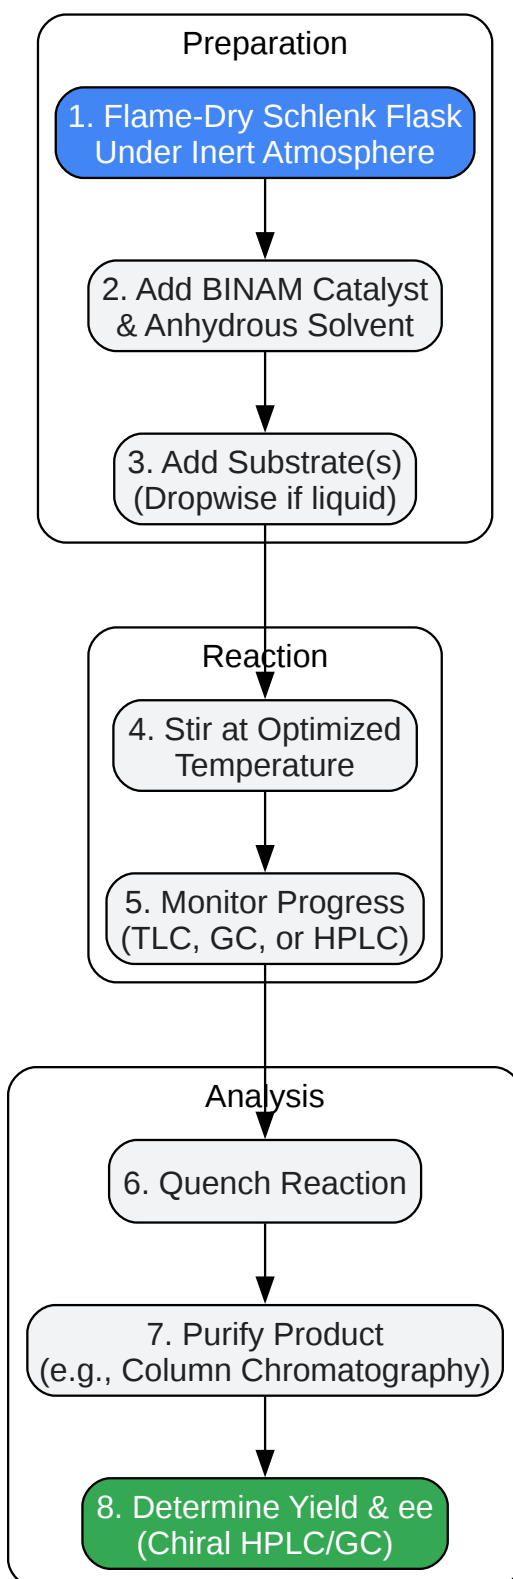 Preparation
1. Flame-Dry Schlenk Flask
Under Inert Atmosphere
2. Add BINAM Catalyst
& Anhydrous Solvent
3. Add Substrate(s)
(Dropwise if liquid)
Reaction
4. Stir at Optimized
Temperature
5. Monitor Progress
(TLC, GC, or HPLC)
Analysis
6. Quench Reaction
7. Purify Product
(e.g., Column Chromatography)
8. Determine Yield & ee
(Chiral HPLC/GC)